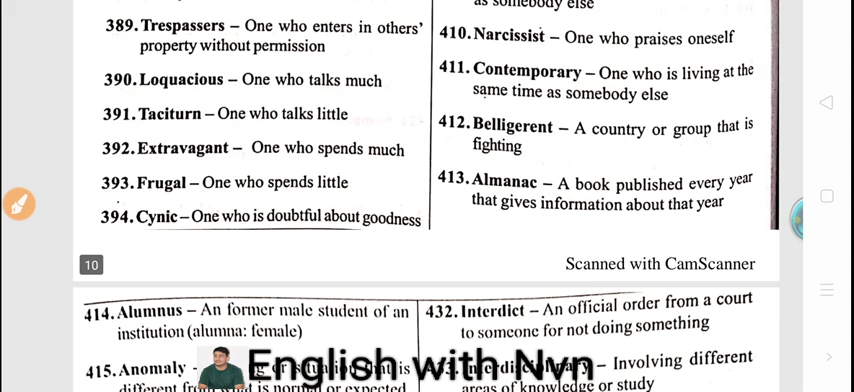 389. Trespassers – One who enters in others'
property without permission
390. Loquacious – One who talks much
391. Taciturn – One who talks little
392. Extravagant – One who spends much
393. Frugal – One who spends little
394. Cynic – One who is doubtful about goodness
as somebody else
410. Narcissist – One who praises oneself
411. Contemporary – One who is living at the
same time as somebody else
412. Belligerent – A country or group that is
fighting
413. Almanac – A book published every year
that gives information about that year
10
Scanned with CamScanner
414. Alumnus – An former male student of an
institution (alumna: female)
415. Anomaly -
is
different
is normal or expected
432. Interdict – An official order from a court
to someone for not doing something
– Involving different
areas of knowledge or study
English with Nvn